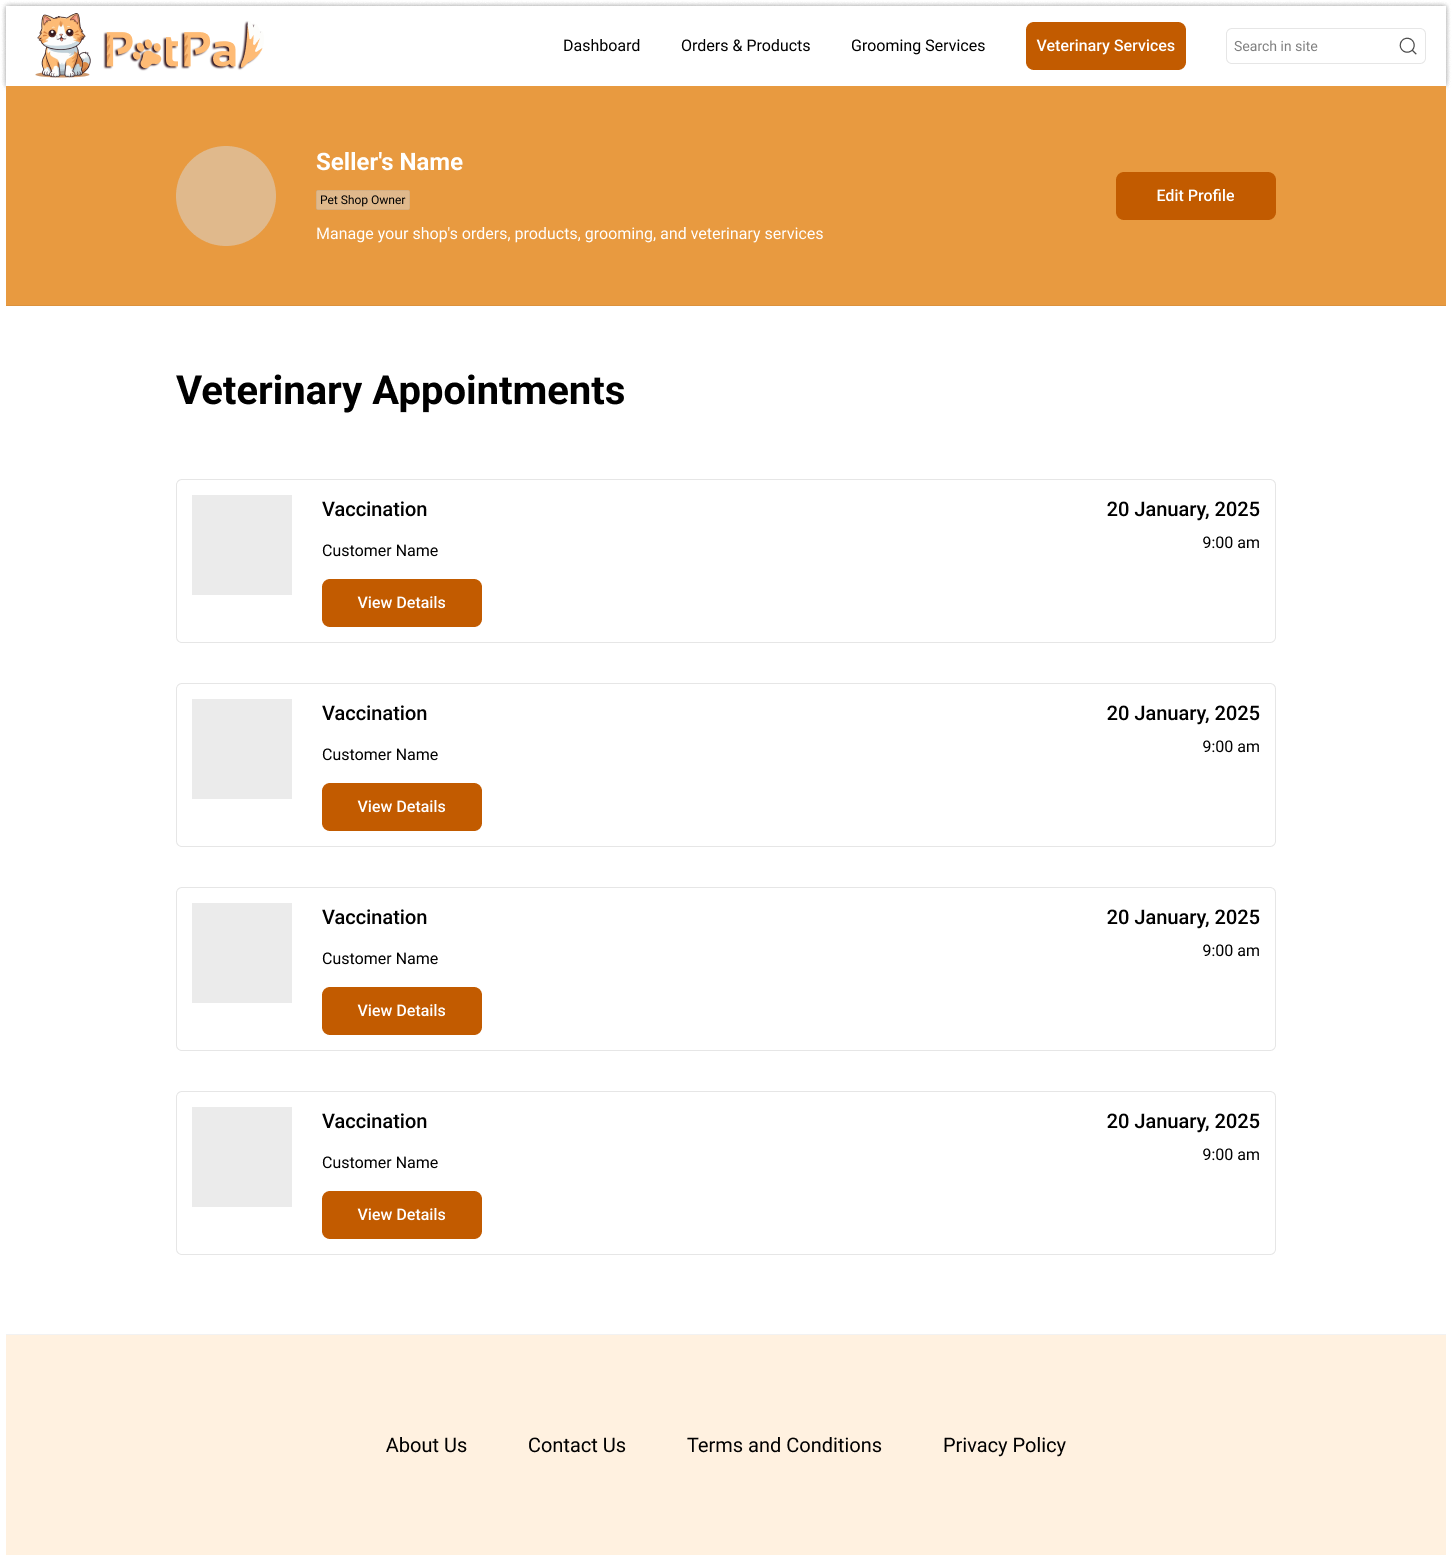 PetPal
Dashboard
Orders & Products
Grooming Services
Veterinary Services
Search in site
Seller's Name
Pet Shop Owner
Manage your shop's orders, products, grooming, and veterinary services
Edit Profile
Veterinary Appointments
Vaccination
20 January, 2025
Customer Name
9:00 am
View Details
Vaccination
20 January, 2025
Customer Name
9:00 am
View Details
Vaccination
20 January, 2025
Customer Name
9:00 am
View Details
Vaccination
20 January, 2025
Customer Name
9:00 am
View Details
About Us
Contact Us
Terms and Conditions
Privacy Policy